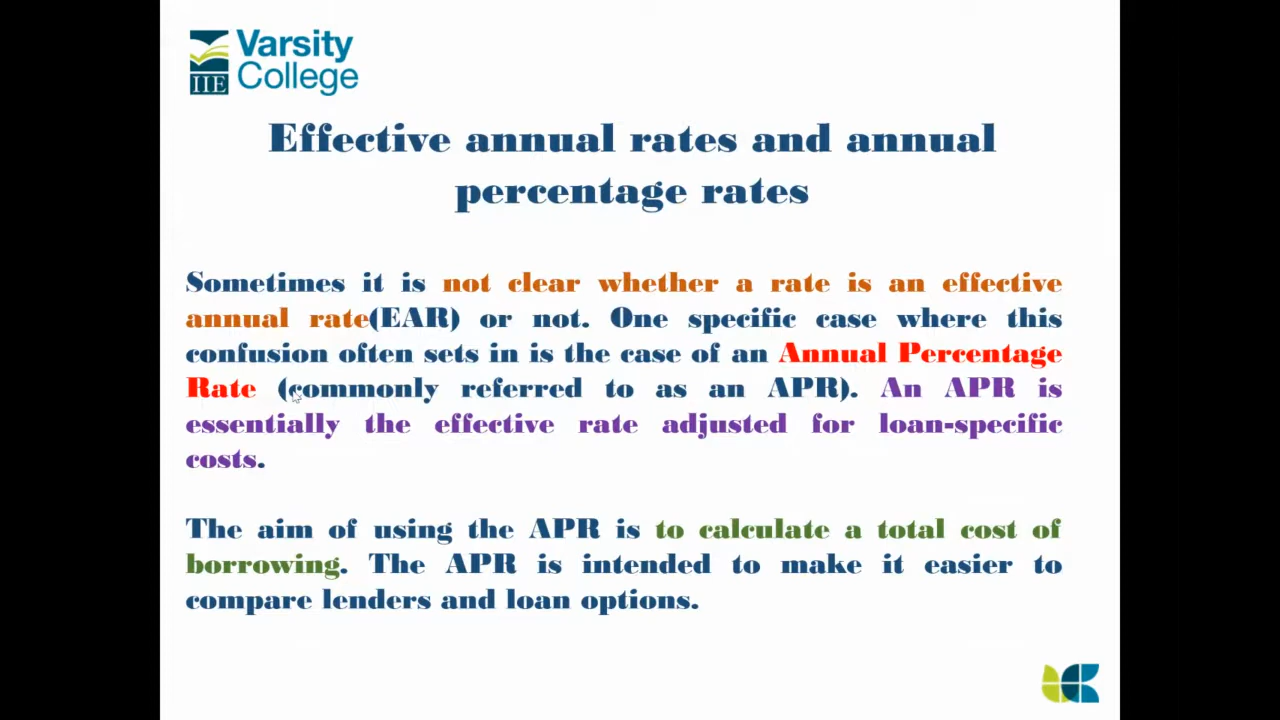 Varsity
College
IIE
Effective annual rates and annual
percentage rates
Sometimes it is not clear whether a rate is an effective
annual rate(EAR) or not. One specific case where this
confusion often sets in is the case of an Annual Percentage
Rate (commonly referred to as an APR). An APR is
essentially the effective rate adjusted for loan-specific
costs.
The aim of using the APR is to calculate a total cost of
borrowing. The APR is intended to make it easier to
compare lenders and loan options.